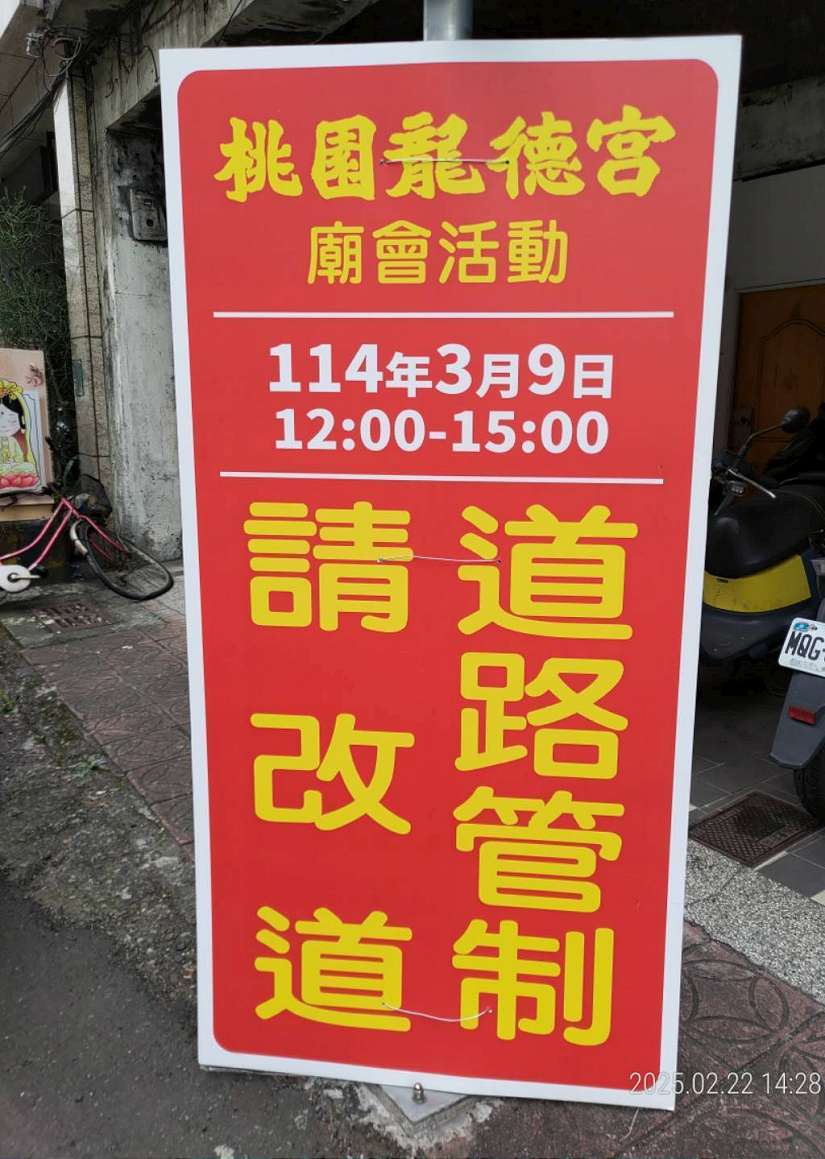 桃園龍德宮
廟會活動
114年3月9日
12:00-15:00
道路管制
請改道
MQG
2025.02.22 14:28